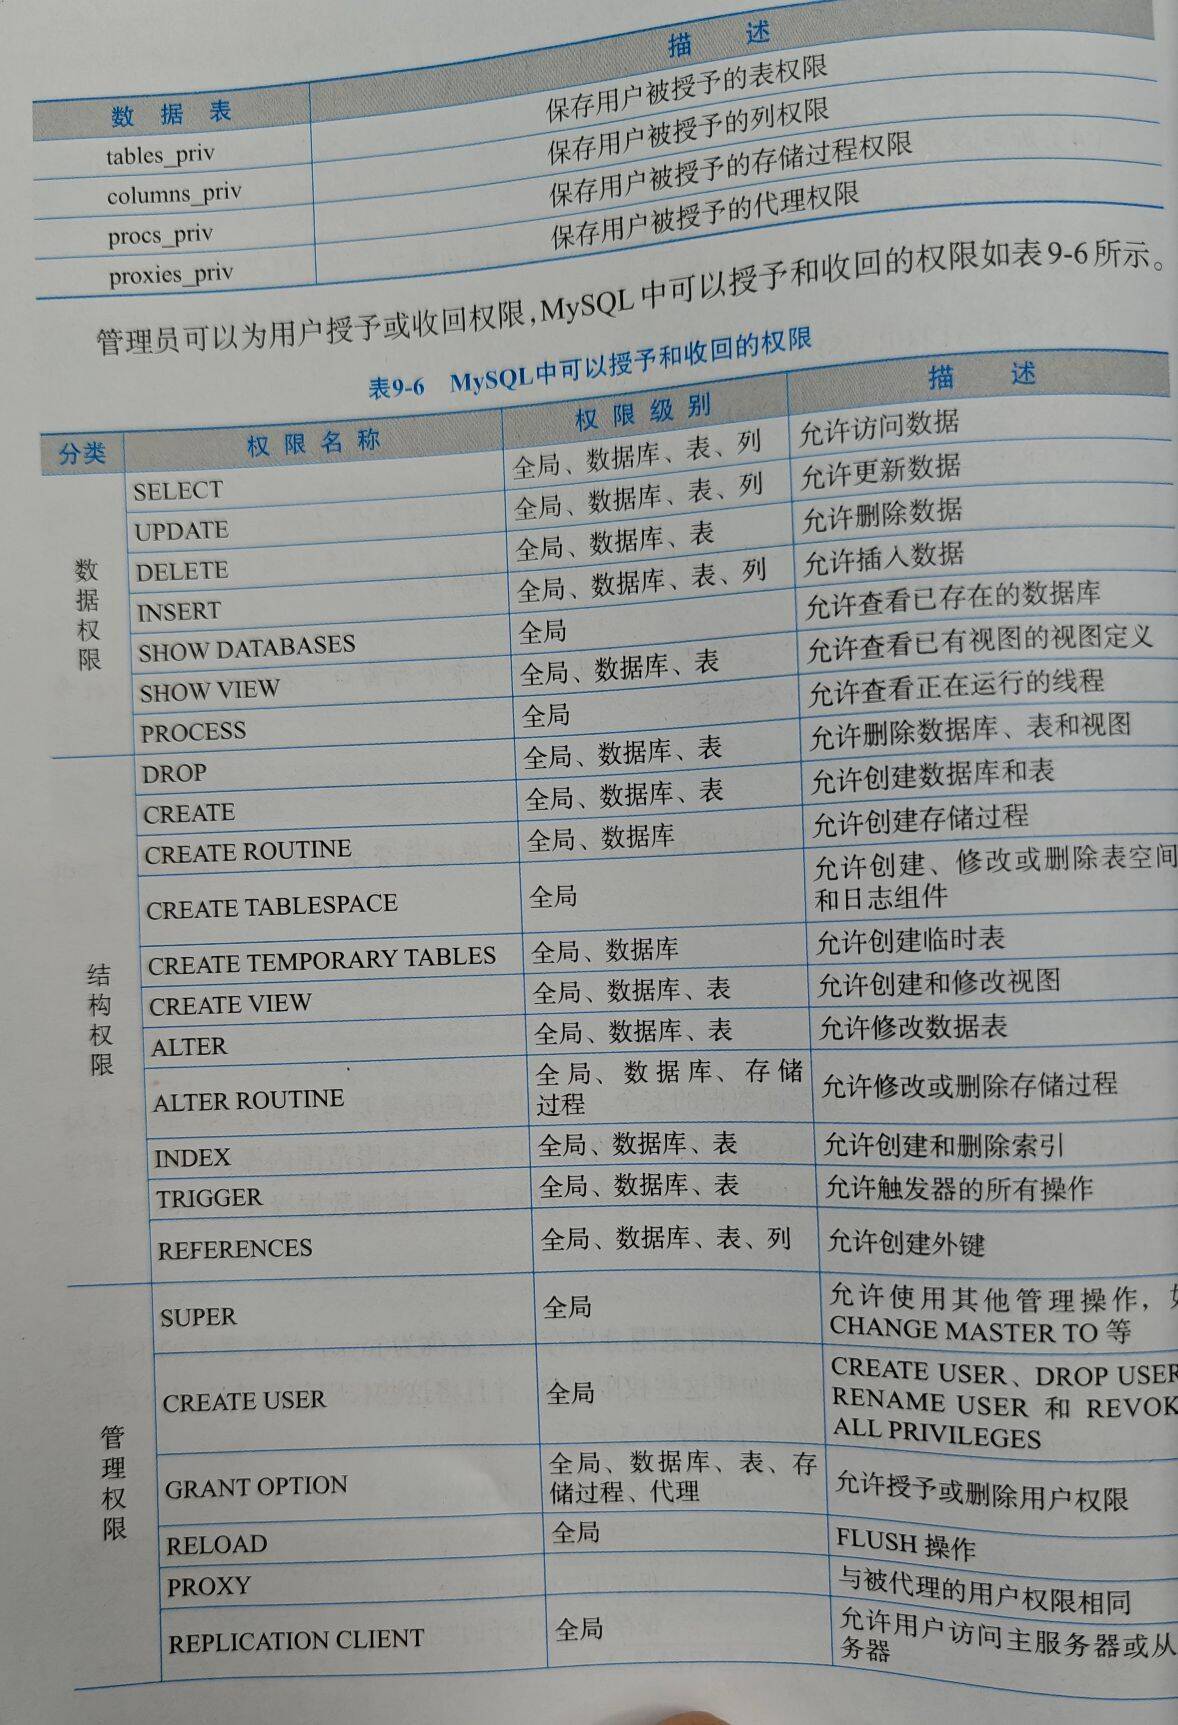 数据表 描述
tables_priv 保存用户被授予的表权限
columns_priv 保存用户被授予的列权限
procs_priv 保存用户被授予的存储过程权限
proxies_priv 保存用户被授予的代理权限
管理员可以为用户授予或收回权限,MySQL中可以授予和收回的权限如表9-6所示。
表9-6 MySQL中可以授予和收回的权限
分类 权限名称 权限级别 描述
数据权限
SELECT 全局、数据库、表、列 允许访问数据
UPDATE 全局、数据库、表、列 允许更新数据
DELETE 全局、数据库、表 允许删除数据
INSERT 全局、数据库、表、列 允许插入数据
SHOW DATABASES 全局 允许查看已存在的数据库
SHOW VIEW 全局、数据库、表 允许查看已有视图的视图定义
PROCESS 全局 允许查看正在运行的线程
结构权限
DROP 全局、数据库、表 允许删除数据库、表和视图
CREATE 全局、数据库、表 允许创建数据库和表
CREATE ROUTINE 全局、数据库 允许创建存储过程
CREATE TABLESPACE 全局 允许创建、修改或删除表空间
和日志组件
CREATE TEMPORARY TABLES 全局、数据库 允许创建临时表
CREATE VIEW 全局、数据库、表 允许创建和修改视图
ALTER 全局、数据库、表 允许修改数据表
ALTER ROUTINE 全局、数据库、存储
过程 允许修改或删除存储过程
INDEX 全局、数据库、表 允许创建和删除索引
TRIGGER 全局、数据库、表 允许触发器的所有操作
REFERENCES 全局、数据库、表、列 允许创建外键
管理权限
SUPER 全局 允许使用其他管理操作,
CHANGE MASTER TO 等
CREATE USER 全局 CREATE USER、DROP USER
RENAME USER 和 REVOK
ALL PRIVILEGES
GRANT OPTION 全局、数据库、表、存
储过程、代理 允许授予或删除用户权限
RELOAD 全局 FLUSH 操作
PROXY 与被代理的用户权限相同
REPLICATION CLIENT 全局 允许用户访问主服务器或从
务器